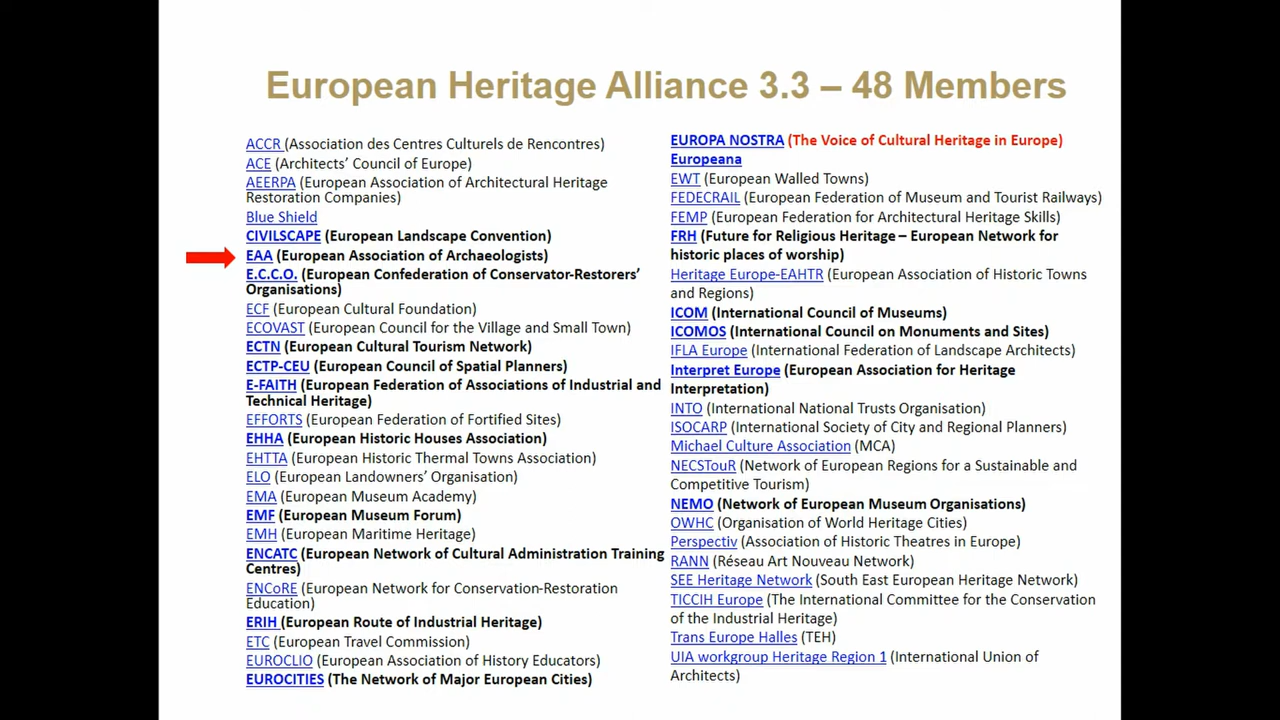 European Heritage Alliance 3.3 – 48 Members
ACCR (Association des Centres Culturels de Rencontres)
ACE (Architects’ Council of Europe)
AEERPA (European Association of Architectural Heritage
Restoration Companies)
Blue Shield
CIVILSCAPE (European Landscape Convention)
EAA (European Association of Archaeologists)
E.C.C.O. (European Confederation of Conservator-Restorers’
Organisations)
ECF (European Cultural Foundation)
ECOVAST (European Council for the Village and Small Town)
ECTN (European Cultural Tourism Network)
ECTP-CEU (European Council of Spatial Planners)
E-FAITH (European Federation of Associations of Industrial and
Technical Heritage)
EFFORTS (European Federation of Fortified Sites)
EHHA (European Historic Houses Association)
EHTTA (European Historic Thermal Towns Association)
ELO (European Landowners’ Organisation)
EMA (European Museum Academy)
EMF (European Museum Forum)
EMH (European Maritime Heritage)
ENCATC (European Network of Cultural Administration Training
Centres)
ENCoRE (European Network for Conservation-Restoration
Education)
ERIH (European Route of Industrial Heritage)
ETC (European Travel Commission)
EUROCLIO (European Association of History Educators)
EUROCITIES (The Network of Major European Cities)
EUROPA NOSTRA (The Voice of Cultural Heritage in Europe)
Europeana
EWT (European Walled Towns)
FEDECRAIL (European Federation of Museum and Tourist Railways)
FEMP (European Federation for Architectural Heritage Skills)
FRH (Future for Religious Heritage – European Network for
historic places of worship)
Heritage Europe-EAHTR (European Association of Historic Towns
and Regions)
ICOM (International Council of Museums)
ICOMOS (International Council on Monuments and Sites)
IFLA Europe (International Federation of Landscape Architects)
Interpret Europe (European Association for Heritage
Interpretation)
INTO (International National Trusts Organisation)
ISOCARP (International Society of City and Regional Planners)
Michael Culture Association (MCA)
NECSTouR (Network of European Regions for a Sustainable and
Competitive Tourism)
NEMO (Network of European Museum Organisations)
OWHC (Organisation of World Heritage Cities)
Perspectiv (Association of Historic Theatres in Europe)
RANN (Réseau Art Nouveau Network)
SEE Heritage Network (South East European Heritage Network)
TICCIH Europe (The International Committee for the Conservation
of the Industrial Heritage)
Trans Europe Halles (TEH)
UIA workgroup Heritage Region 1 (International Union of
Architects)